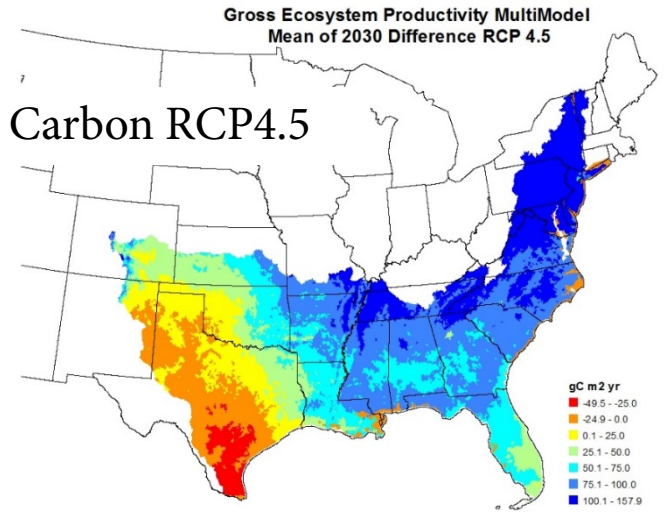 Gross Ecosystem Productivity MultiModel
Mean of 2030 Difference RCP 4.5
Carbon RCP4.5
gC m2 yr
-49.5 - -25.0
-24.9 - 0.0
0.1 - 25.0
25.1 - 50.0
50.1 - 75.0
75.1 - 100.0
100.1 - 157.9